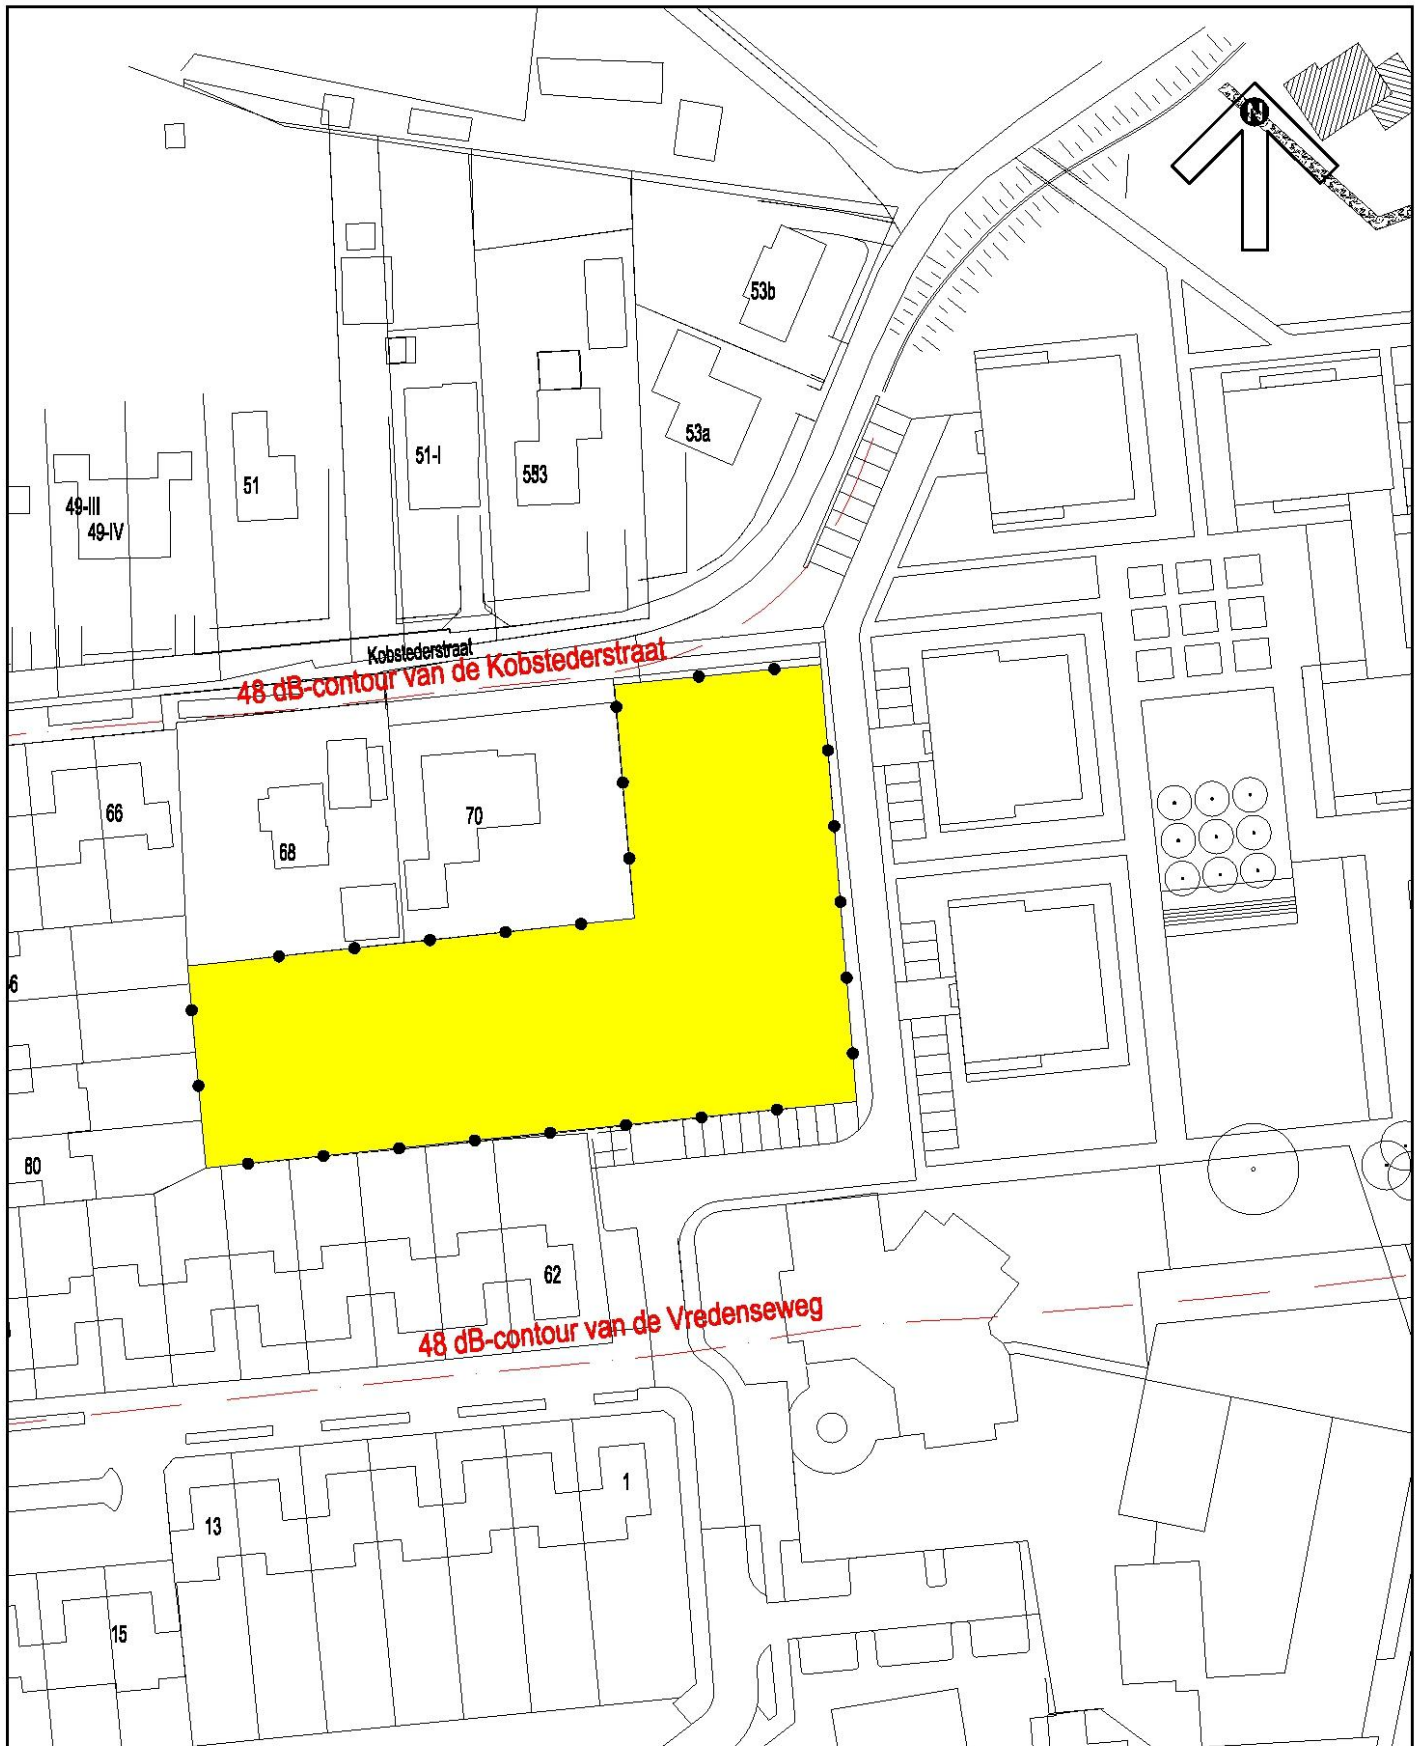 N
53b
53a
51-I
553
51
49-III
49-IV
Kobstederstraat
48 dB-contour van de Kobstederstraat
66
70
68
6
80
62
48 dB-contour van de Vredenseweg
1
13
15